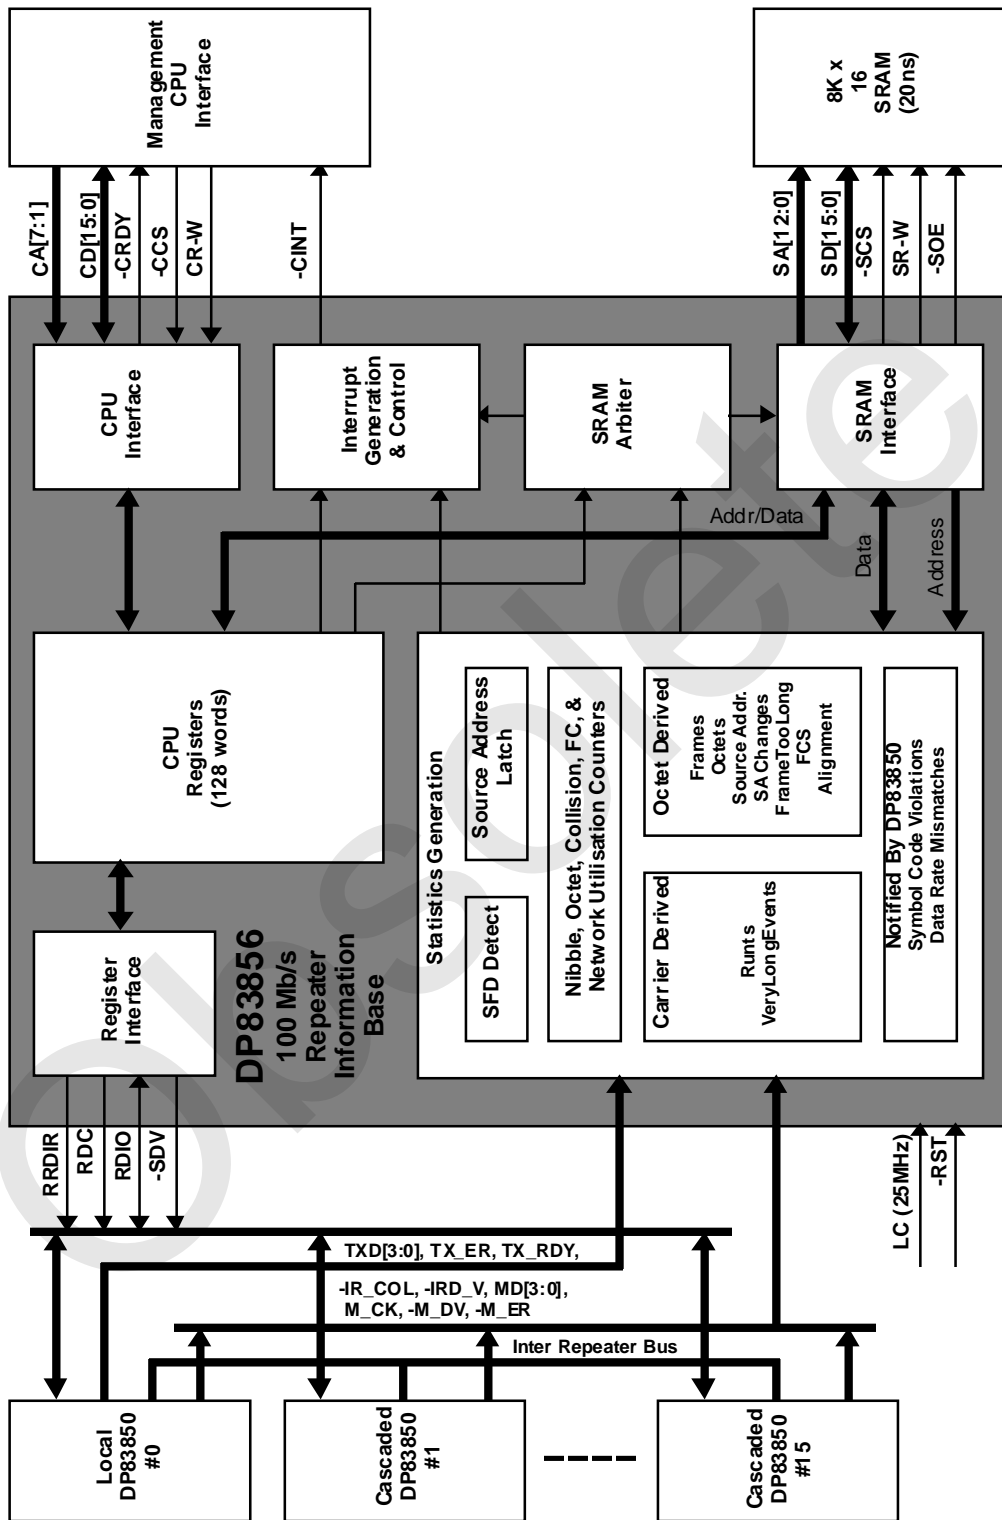 Management
CPU
Interface
8K x
16
SRAM
(20ns)
CA[7:1]
CD[15:0]
-CRDY
-CCS
CR-W
-CINT
SA[12:0]
SD[15:0]
-SCS
SR-W
-SOE
CPU
Interface
Interrupt
Generation
& Control
SRAM
Arbiter
SRAM
Interface
Addr/Data
Data
Address
CPU
Registers
(128 words)
Statistics Generation
Source Address
Latch
SFD Detect
Nibble, Octet, Collision, FC, &
Network Utilisation Counters
Octet Derived
Frames
Octets
Source Addr.
SA Changes
FrameTooLong
FCS
Alignment
Carrier Derived
Runts
VeryLongEvents
Notified By DP83850
Symbol Code Violations
Data Rate Mismatches
Register
Interface
DP83856
100 Mb/s
Repeater
Information
Base
RRDIR
RDC
RDIO
-SDV
LC (25MHz)
-RST
TXD[3:0], TX_ER, TX_RDY,
-IR_COL, -IRD_V, MD[3:0],
M_CK, -M_DV, -M_ER
Inter Repeater Bus
Local
DP83850
#0
Cascaded
DP83850
#1
Cascaded
DP83850
#15
Obsolete